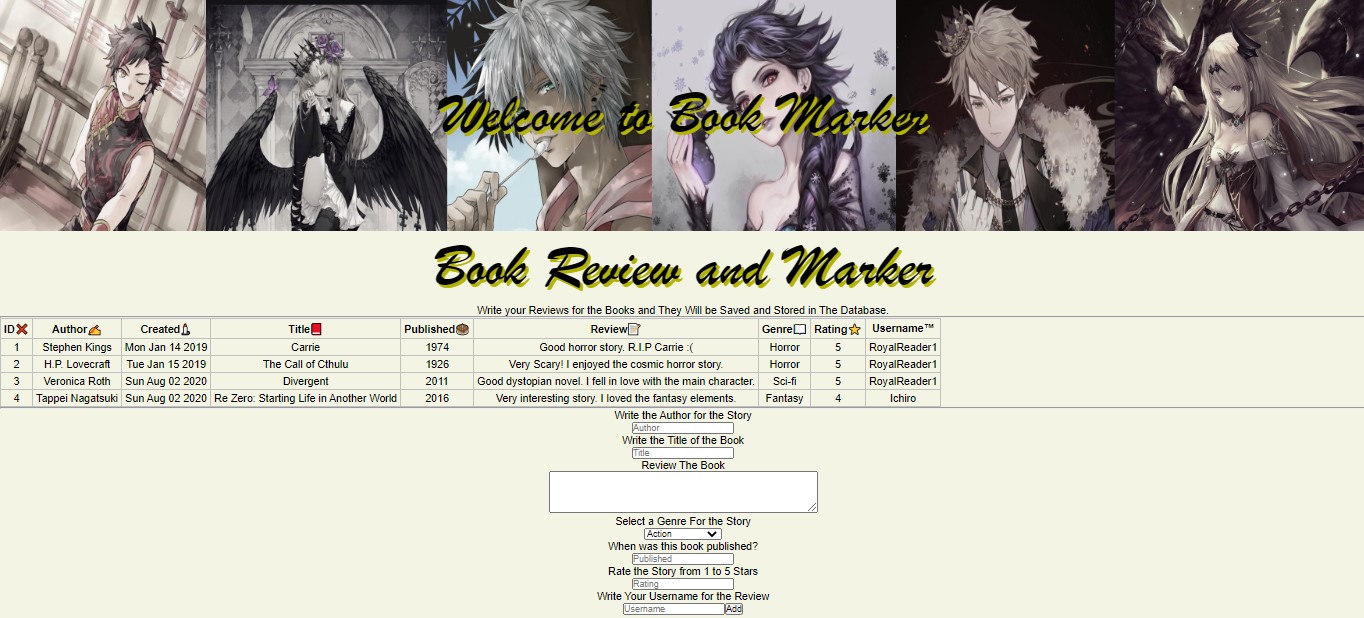 Welcome to Book Marker
Book Review and Marker
Write your Reviews for the Books and They Will be Saved and Stored in The Database.
ID❌ Author✍ Created Title📕 Published Review📝 Genre📖 Rating⭐ Username™
1 Stephen Kings Mon Jan 14 2019 Carrie 1974 Good horror story. R.I.P Carrie :( Horror 5 RoyalReader1
2 H.P. Lovecraft Tue Jan 15 2019 The Call of Cthulu 1926 Very Scary! I enjoyed the cosmic horror story. Horror 5 RoyalReader1
3 Veronica Roth Sun Aug 02 2020 Divergent 2011 Good dystopian novel. I fell in love with the main character. Sci-fi 5 RoyalReader1
4 Tappei Nagatsuki Sun Aug 02 2020 Re Zero: Starting Life in Another World 2016 Very interesting story. I loved the fantasy elements. Fantasy 4 Ichiro
Write the Author for the Story
Author
Write the Title of the Book
Title
Review The Book
Select a Genre For the Story
Action
When was this book published?
Published
Rate the Story from 1 to 5 Stars
Rating
Write Your Username for the Review
Username Add